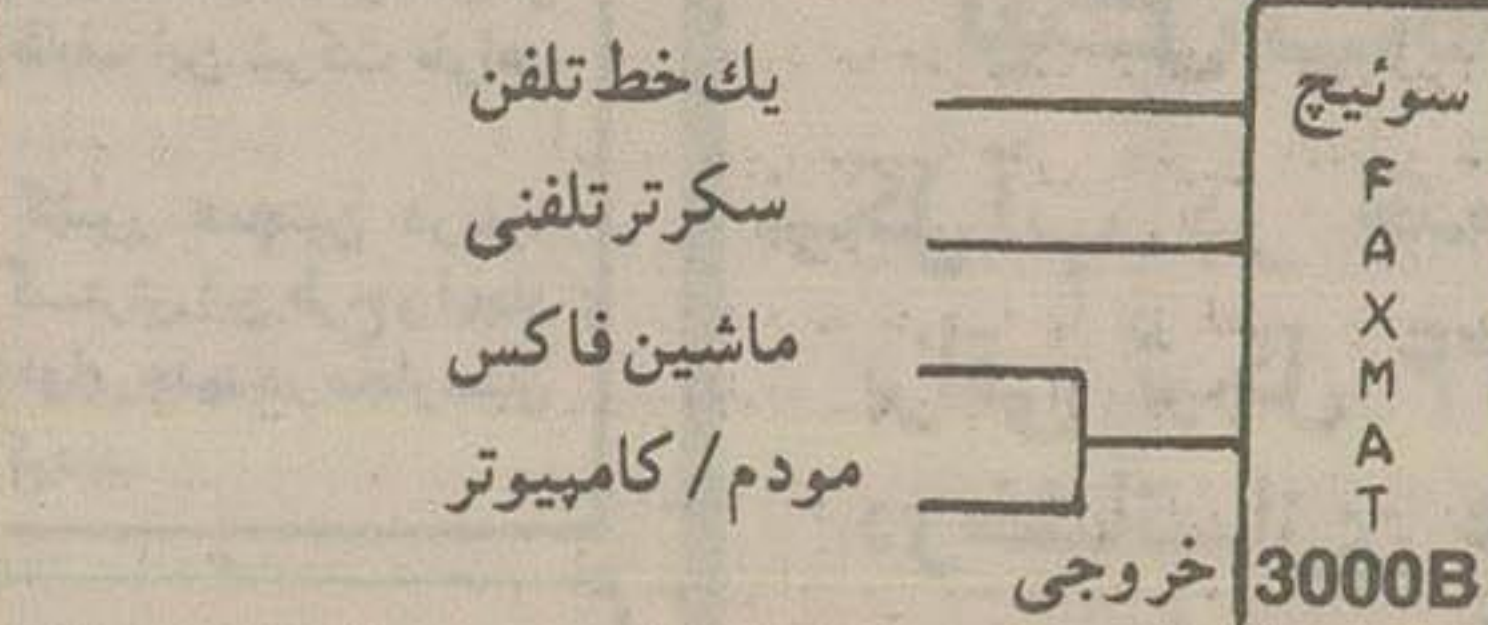 سوئیچ
FAXMAT
3000B
یك خط تلفن
سکرتر تلفنی
ماشین فاکس
مودم / کامپیوتر
خروجی